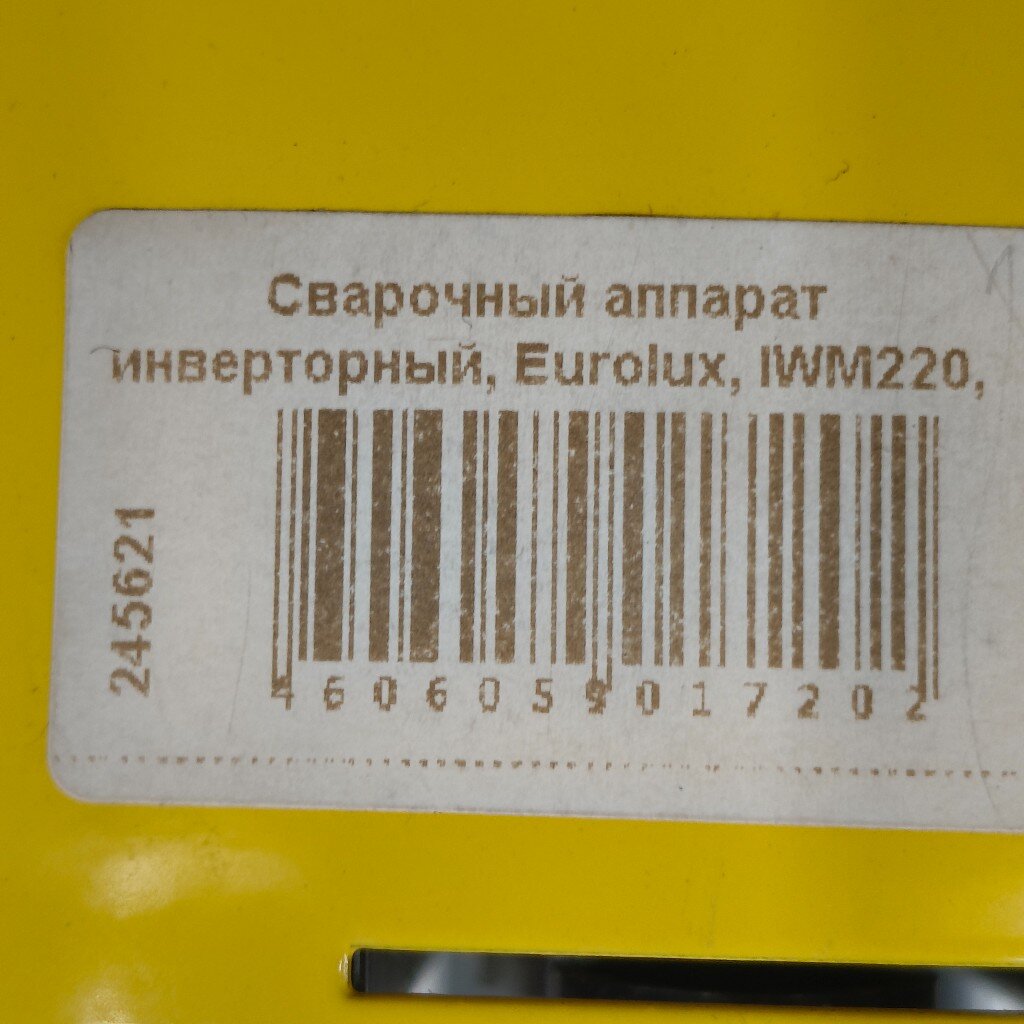 Сварочный аппарат
инверторный, Eurolux, IWM220,
245621
4606059017202